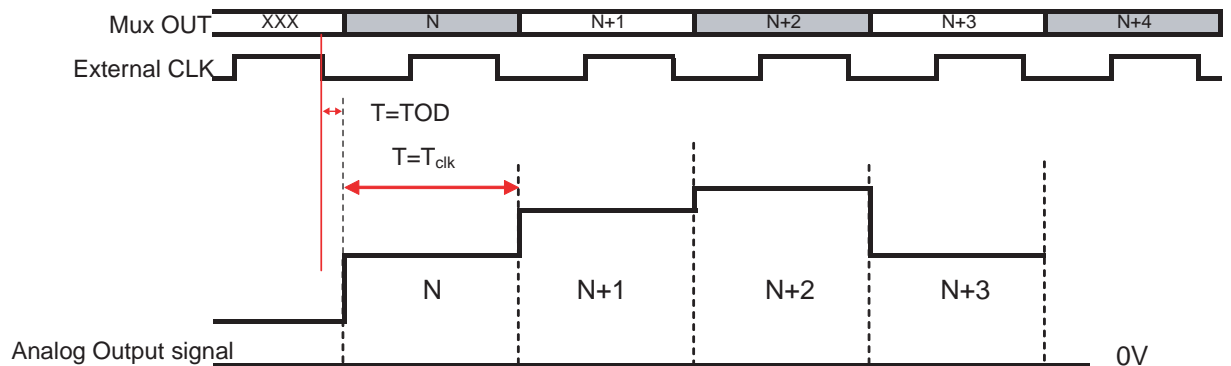 Mux OUT XXX N N+1 N+2 N+3 N+4
External CLK
T=TOD
T=Tclk
N N+1 N+2 N+3
Analog Output signal 0V